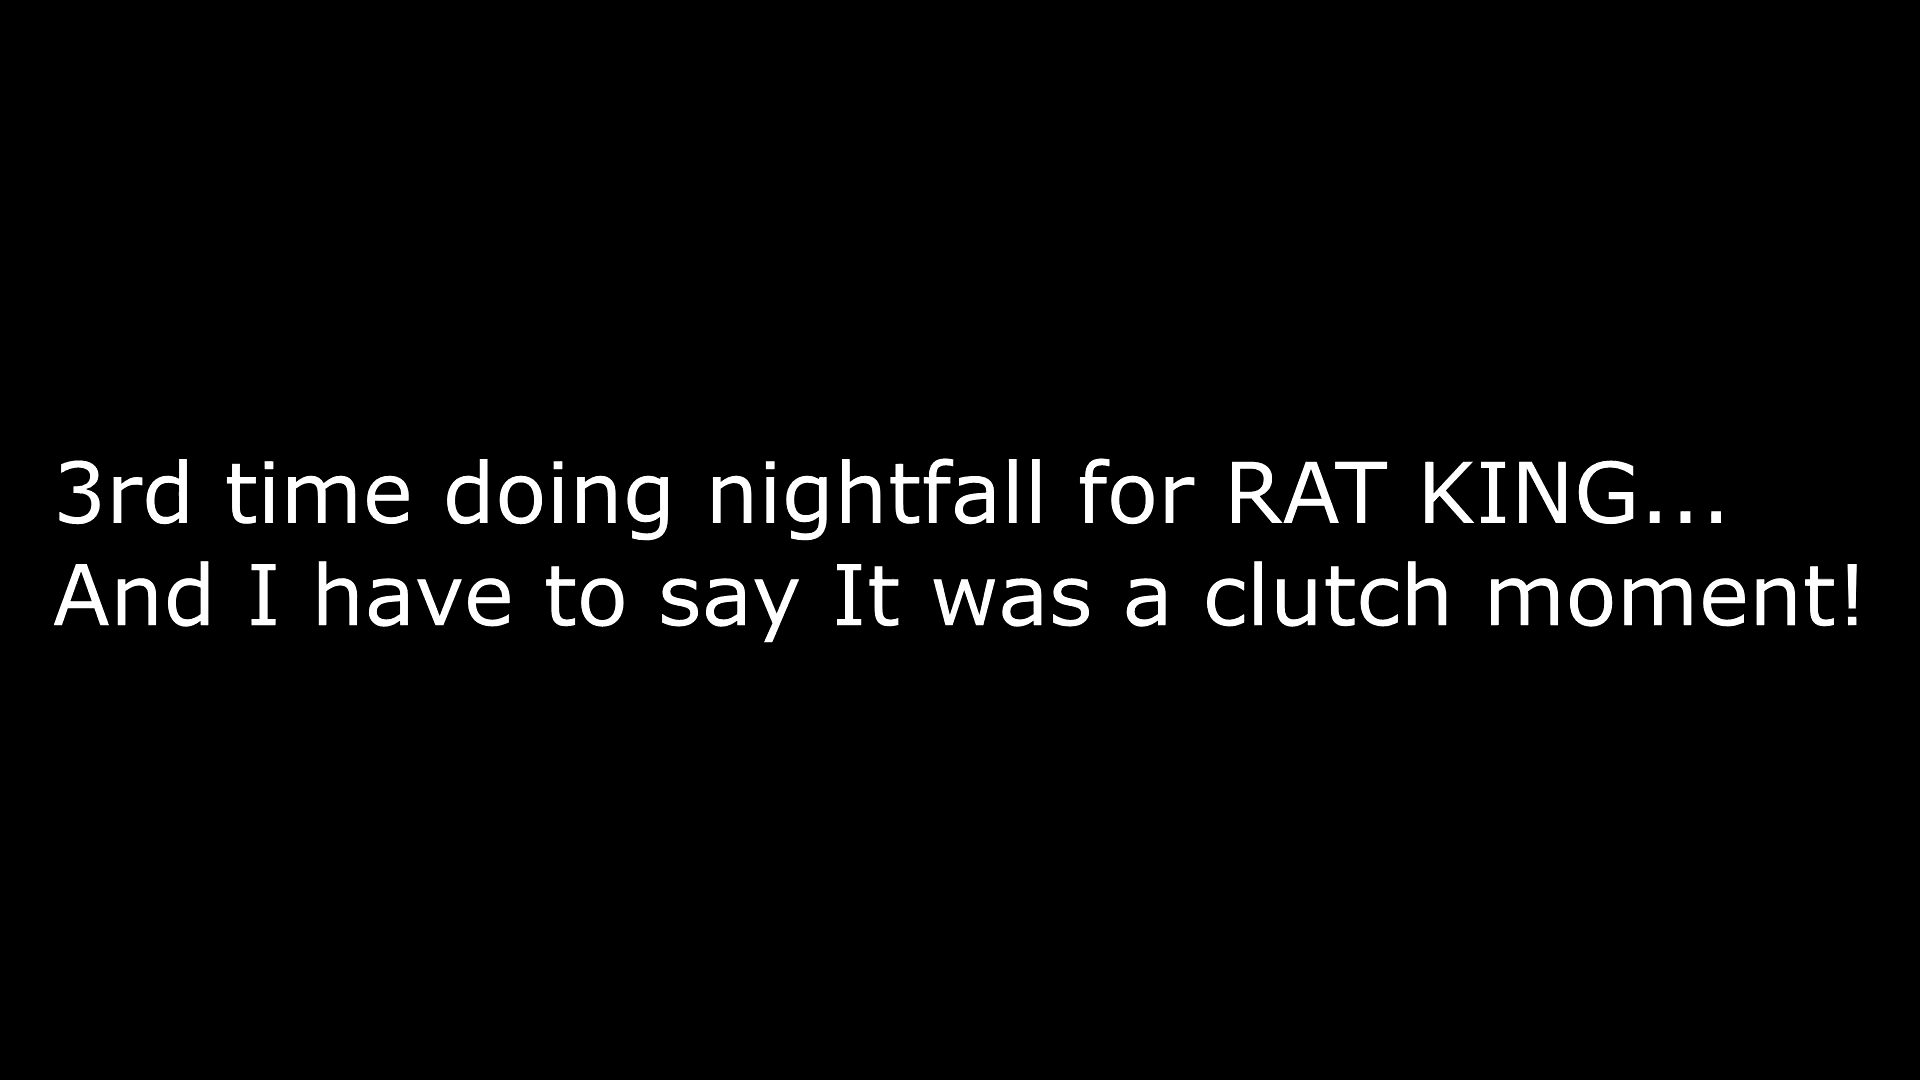 3rd time doing nightfall for RAT KING...
And I have to say It was a clutch moment!